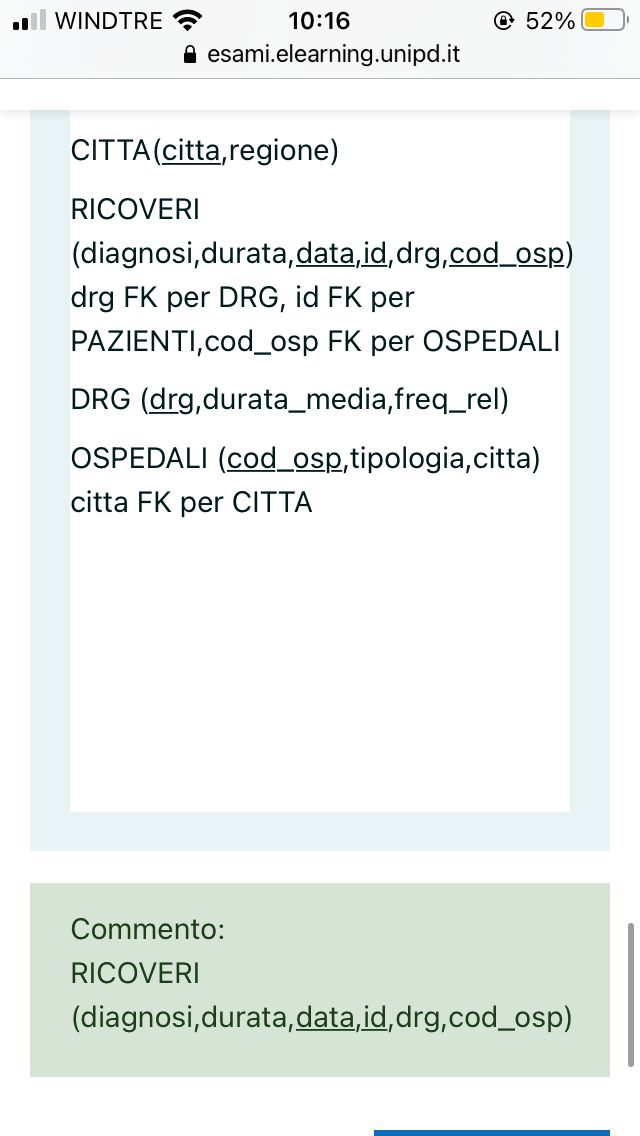 WINDTRE 10:16 52%
esami.elearning.unipd.it
CITTA(citta,regione)
RICOVERI
(diagnosi,durata,data,id,drg,cod_osp)
drg FK per DRG, id FK per
PAZIENTI,cod_osp FK per OSPEDALI
DRG (drg,durata_media,freq_rel)
OSPEDALI (cod_osp,tipologia,citta)
citta FK per CITTA
Commento:
RICOVERI
(diagnosi,durata,data,id,drg,cod_osp)